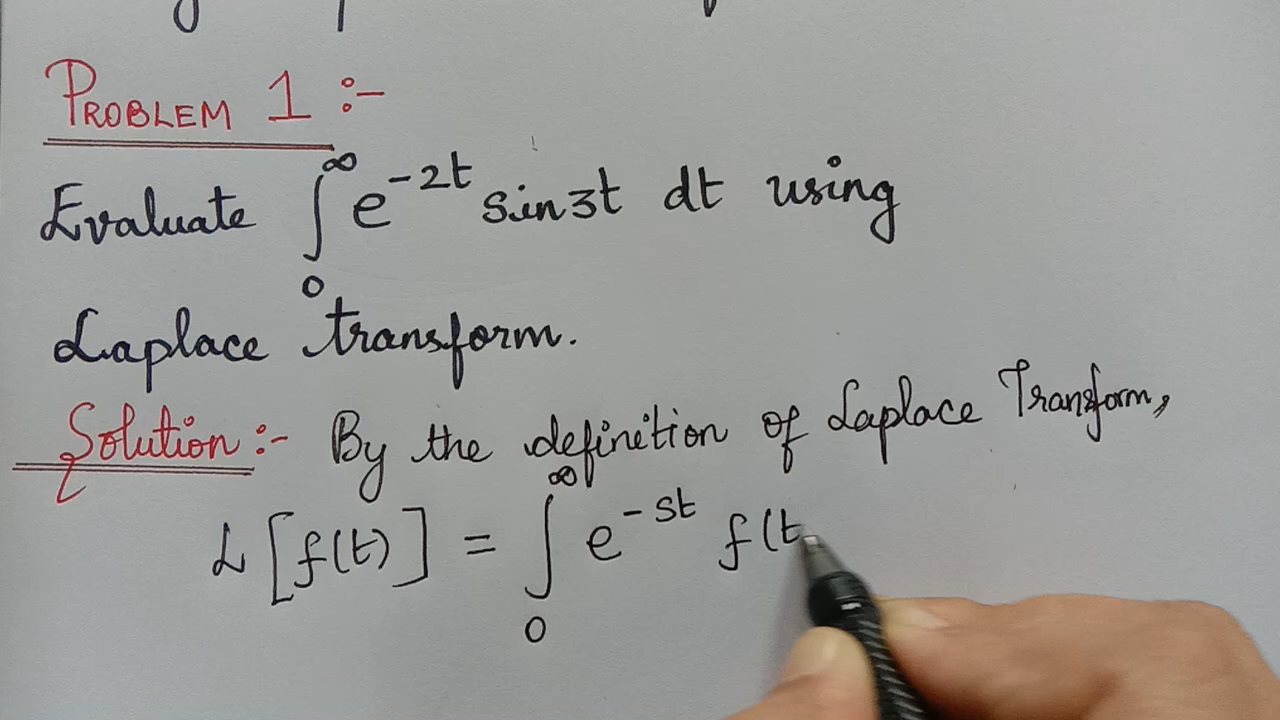 PROBLEM 1 :-
Evaluate ∫₀^∞ e^{-2t} sin3t dt using
Laplace transform.
Solution :- By the definition of Laplace Transform,
L[f(t)] = ∫₀^∞ e^{-st} f(t